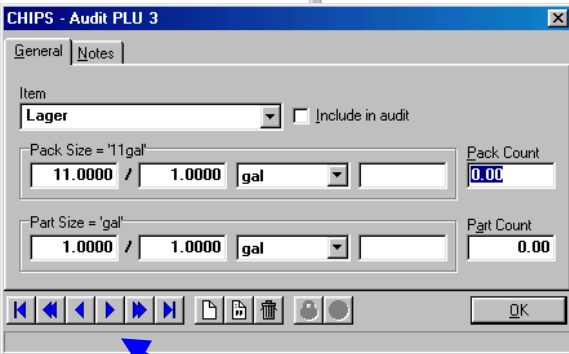 CHIPS - Audit PLU 3
General Notes
Item
Lager Include in audit
Pack Size = '11gal' Pack Count
11.0000 / 1.0000 gal 0.00
Part Size = 'gal' Part Count
1.0000 / 1.0000 gal 0.00
OK